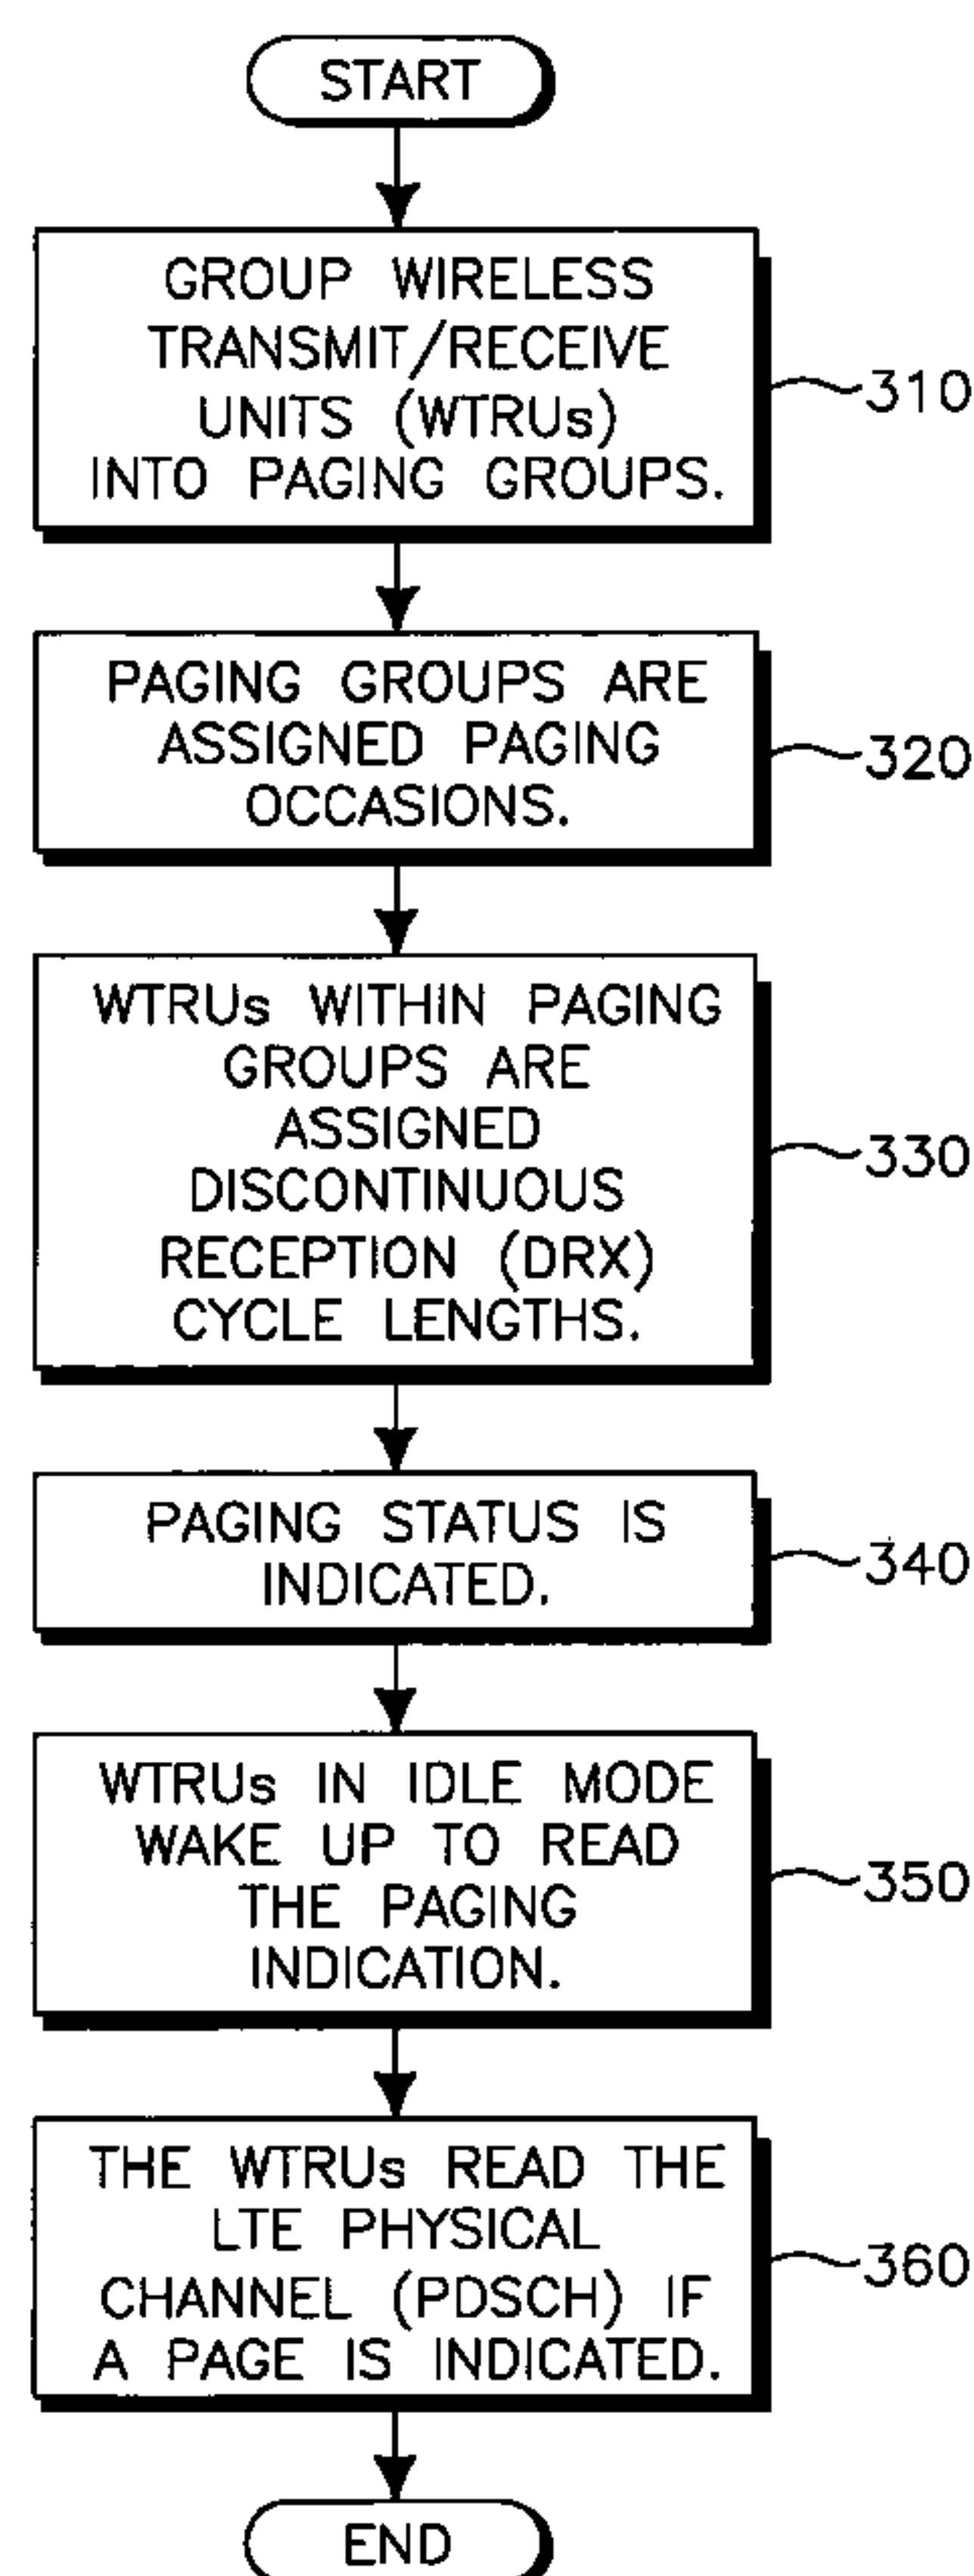 START
GROUP WIRELESS
TRANSMIT/RECEIVE
UNITS (WTRUs)
INTO PAGING GROUPS.
310
PAGING GROUPS ARE
ASSIGNED PAGING
OCCASIONS.
320
WTRUs WITHIN PAGING
GROUPS ARE
ASSIGNED
DISCONTINUOUS
RECEPTION (DRX)
CYCLE LENGTHS.
330
PAGING STATUS IS
INDICATED.
340
WTRUs IN IDLE MODE
WAKE UP TO READ
THE PAGING
INDICATION.
350
THE WTRUs READ THE
LTE PHYSICAL
CHANNEL (PDSCH) IF
A PAGE IS INDICATED.
360
END